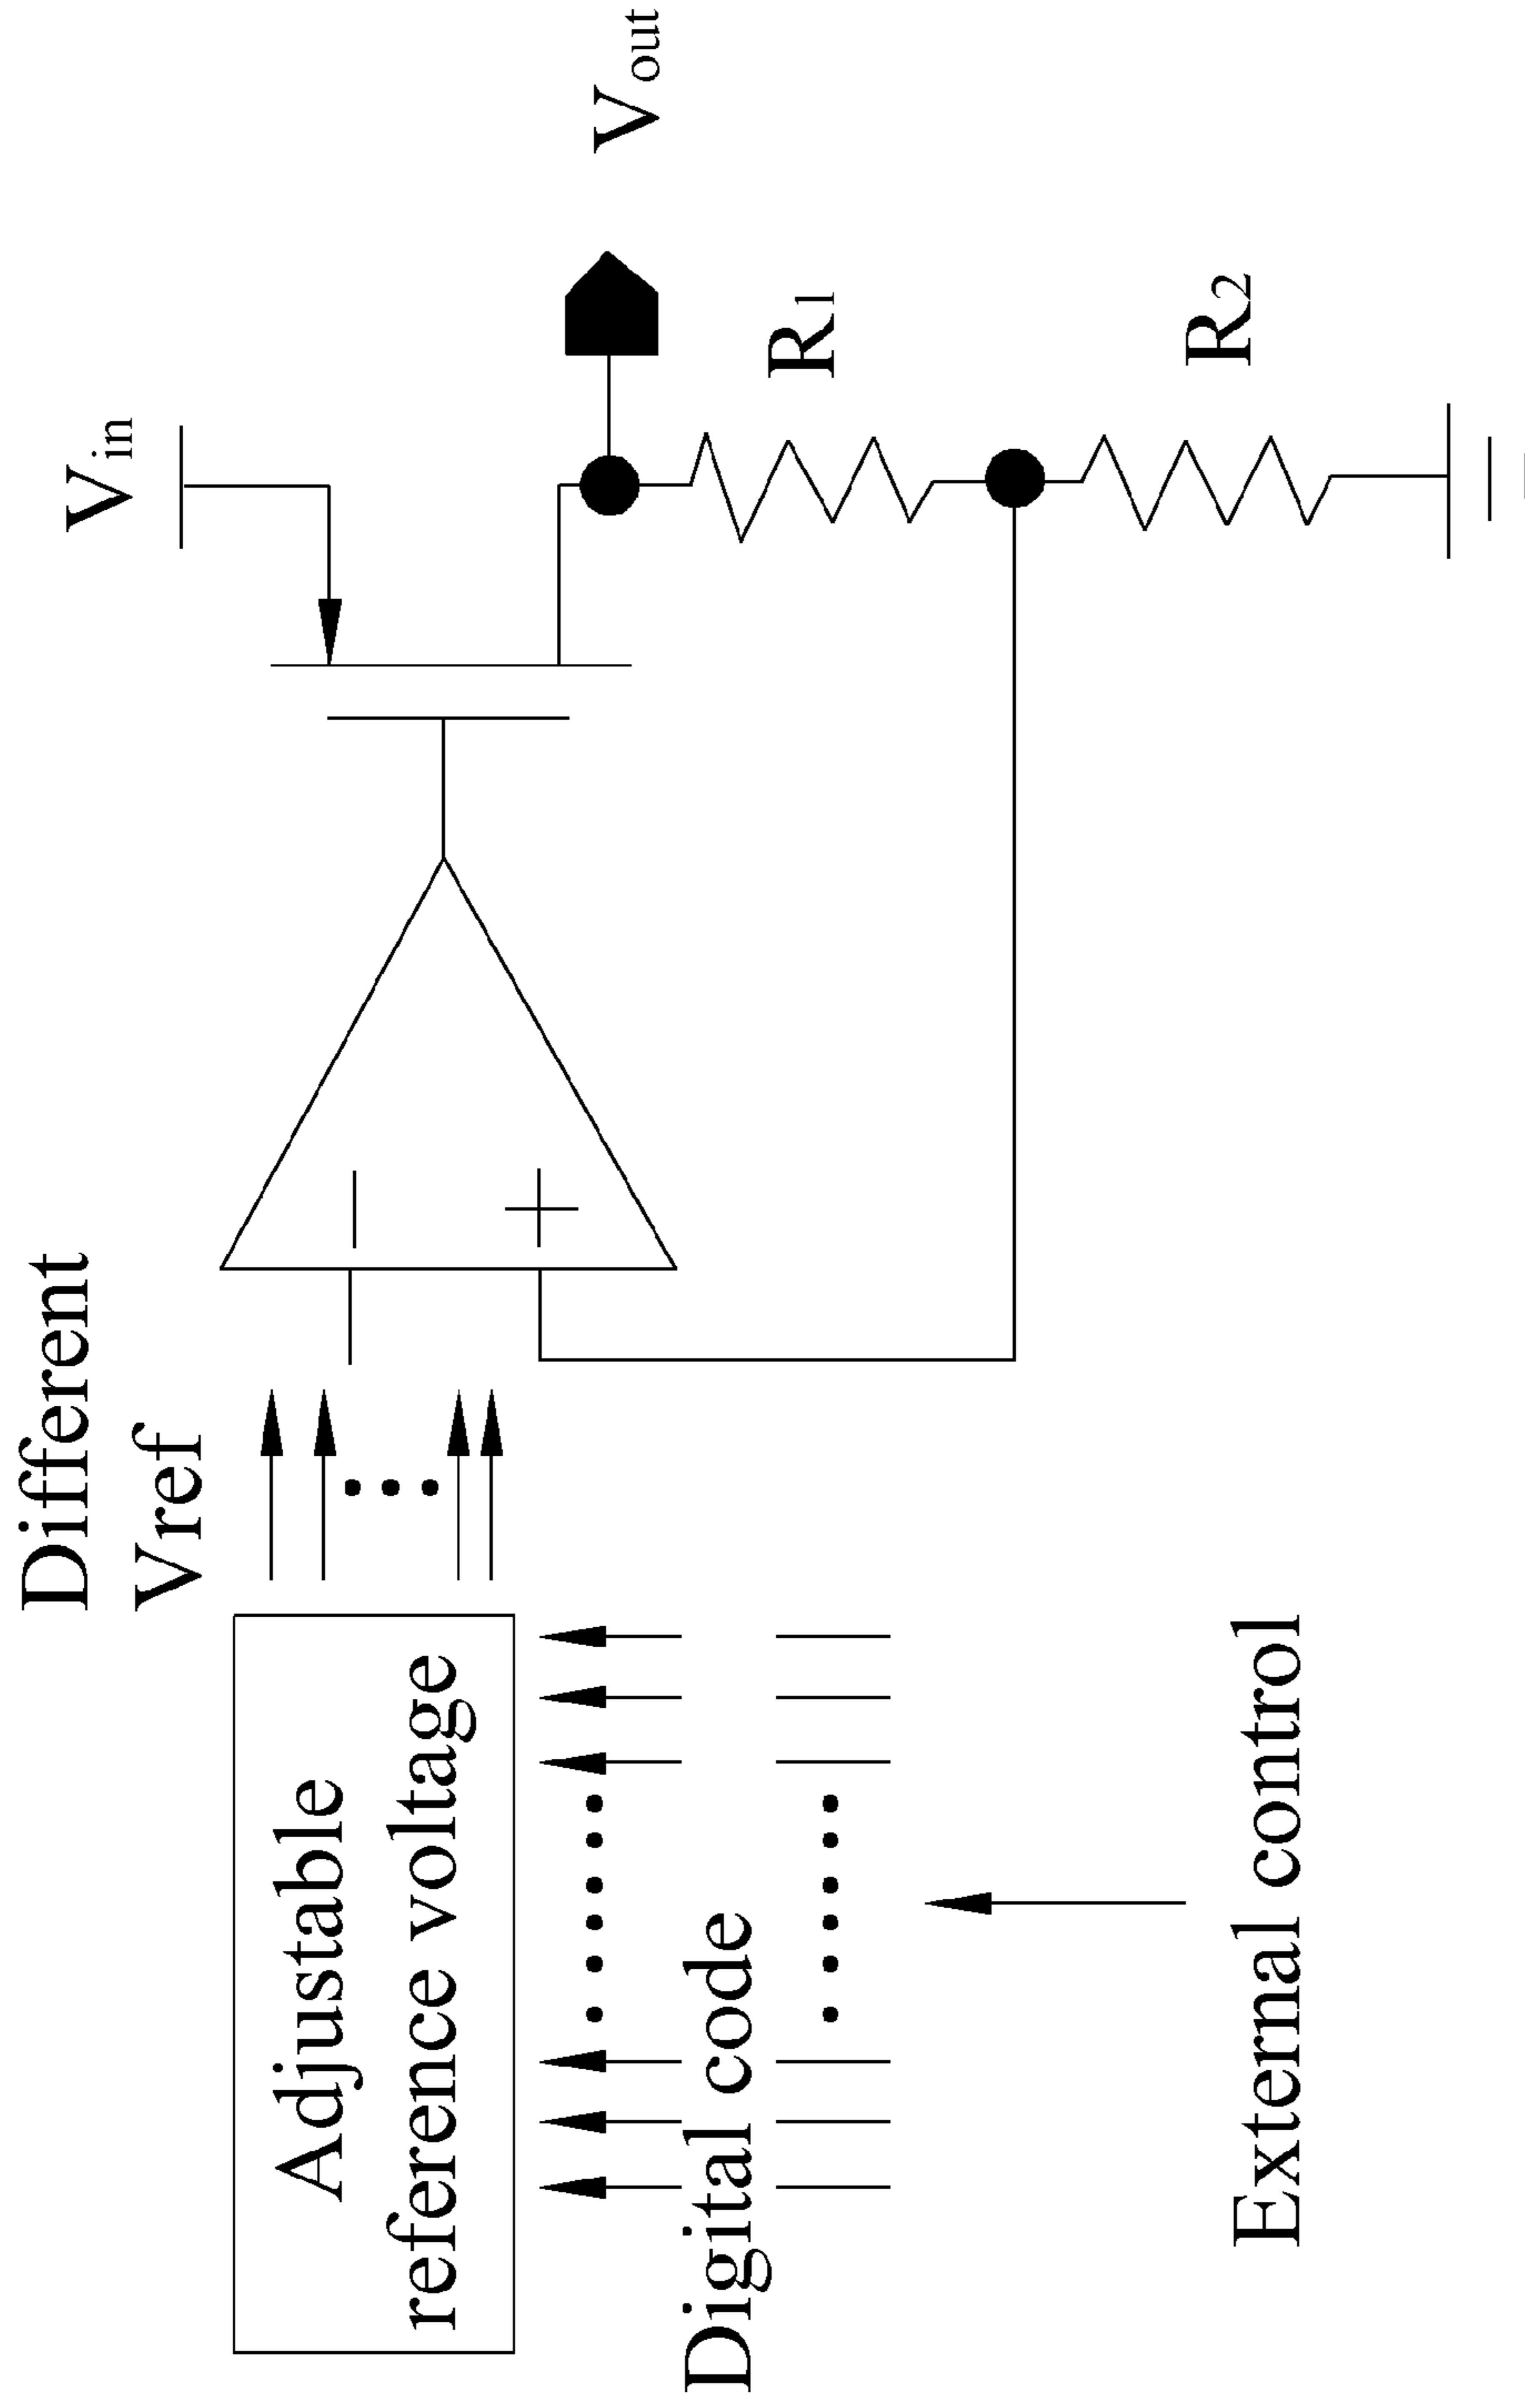 Different
Vref
Vin
Vout
Adjustable
reference voltage
−
+
R1
R2
Digital code
External control